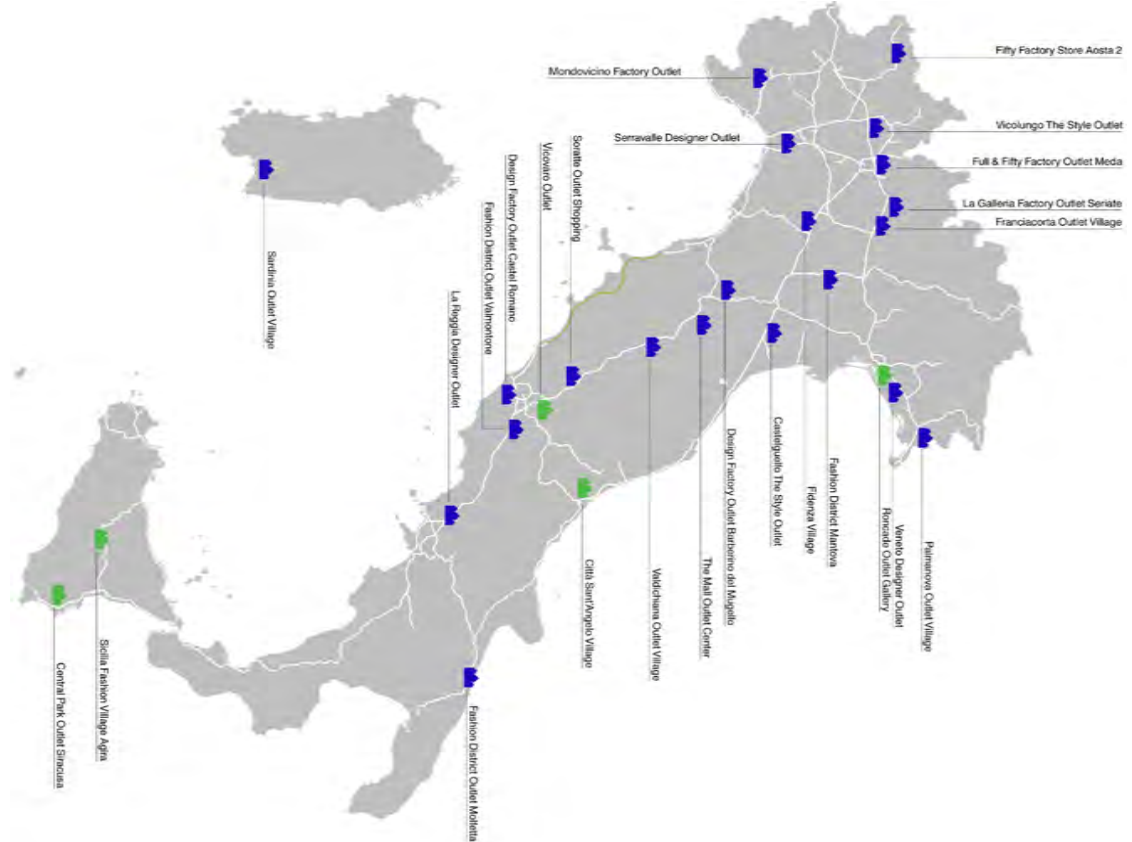 Fifty Factory Store Aosta 2
Mondovicino Factory Outlet
Vicolungo The Style Outlet
Serravalle Designer Outlet
Full & Fifty Factory Outlet Meda
La Galleria Factory Outlet Seriate
Franciacorta Outlet Village
Soratte Outlet Shopping
Vicovaro Outlet
Design Factory Outlet Castel Romano
Fashion District Outlet Valmontone
La Reggia Designer Outlet
Sardinia Outlet Village
Palmanova Outlet Village
Veneto Designer Outlet
Roncade Outlet Gallery
Fashion District Mantova
Fidenza Village
Castelguello The Style Outlet
Design Factory Outlet Barberino del Mugello
The Mall Outlet Center
Valdichiana Outlet Village
Città Sant'Angelo Village
Fashion District Outlet Molfetta
Sicilia Fashion Village Agira
Central Park Outlet Siracusa